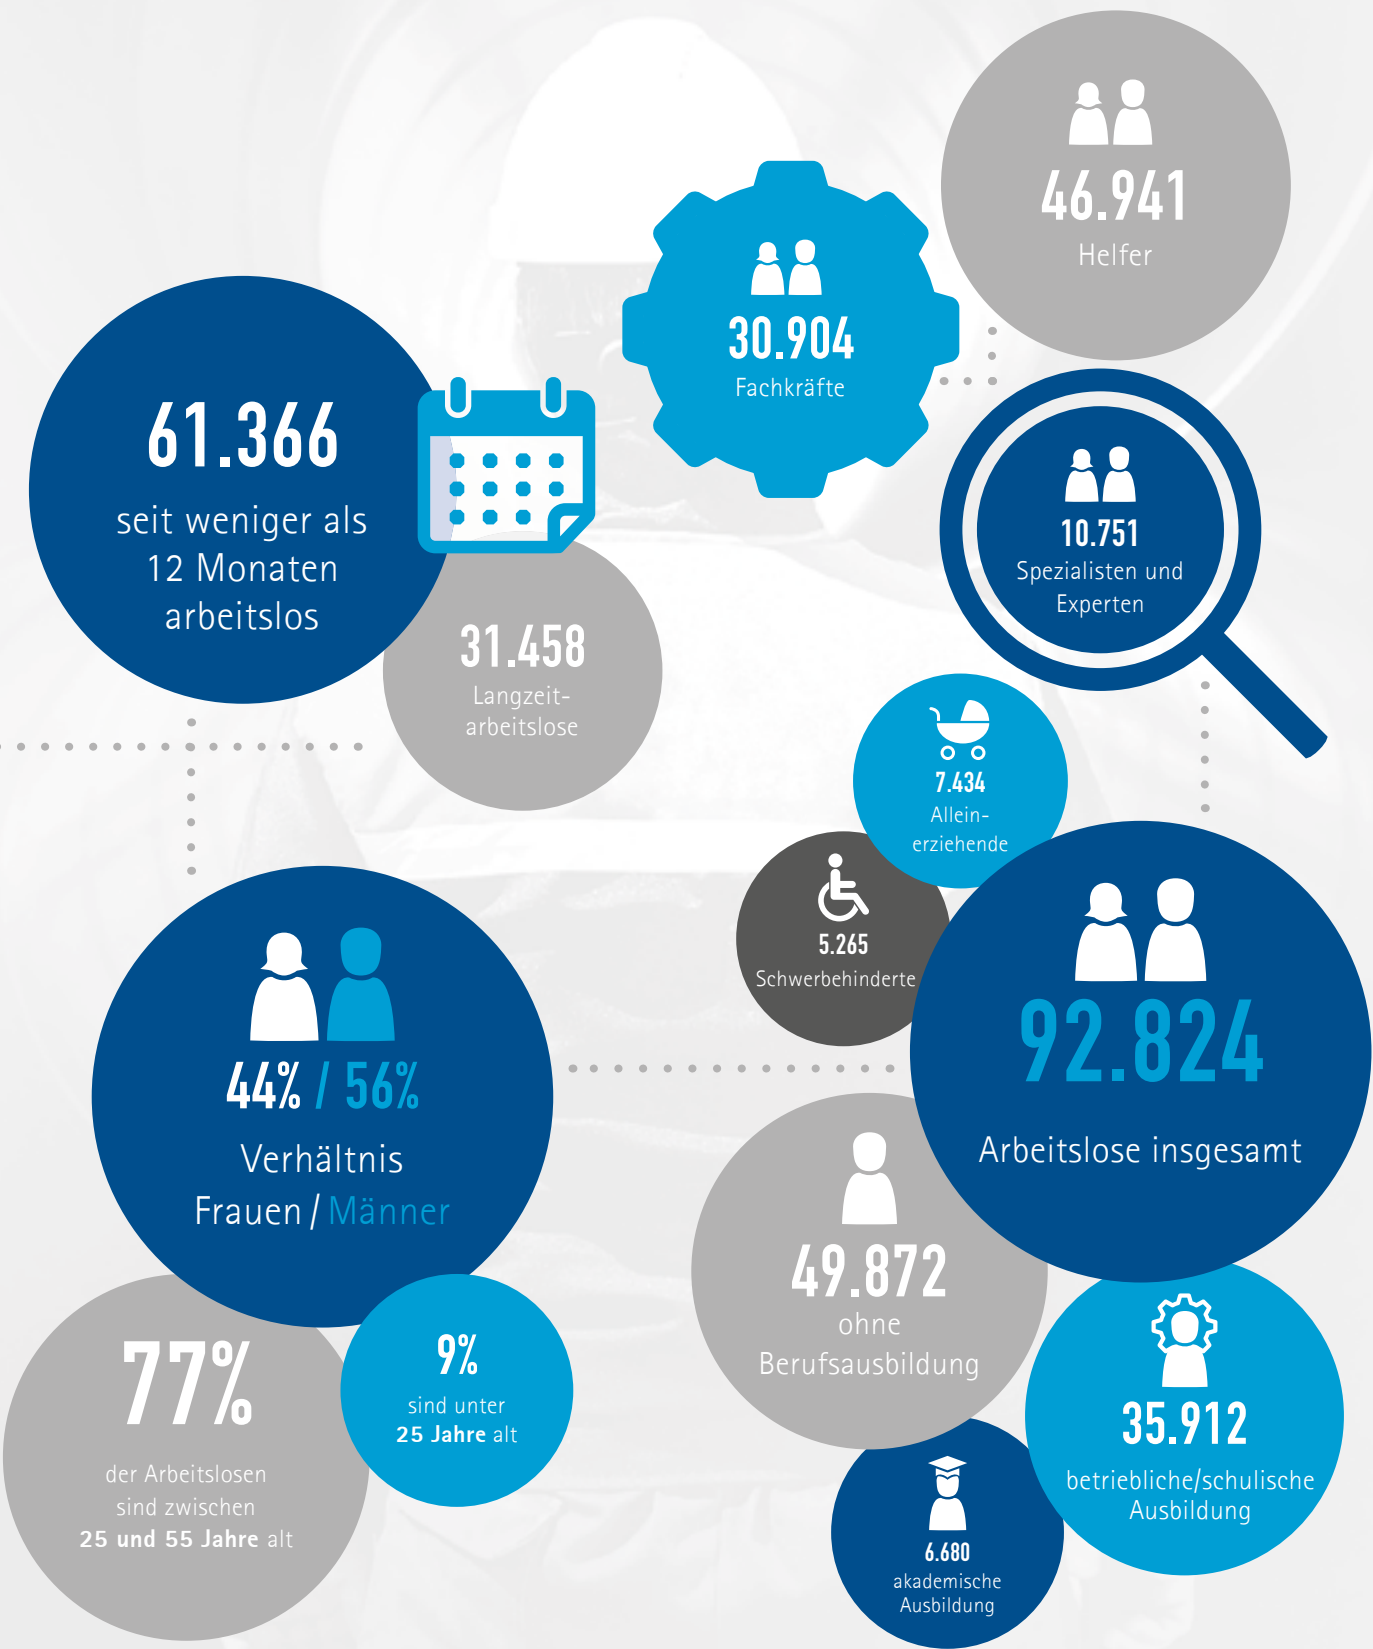 46.941
Helfer
30.904
Fachkräfte
61.366
seit weniger als
12 Monaten
arbeitslos
10.751
Spezialisten und
Experten
31.458
Langzeit-
arbeitslose
7.434
Allein-
erziehende
5.265
Schwerbehinderte
92.824
Arbeitslose insgesamt
44% / 56%
Verhältnis
Frauen / Männer
49.872
ohne
Berufsausbildung
77%
der Arbeitslosen
sind zwischen
25 und 55 Jahre alt
9%
sind unter
25 Jahre alt
35.912
betriebliche/schulische
Ausbildung
6.680
akademische
Ausbildung